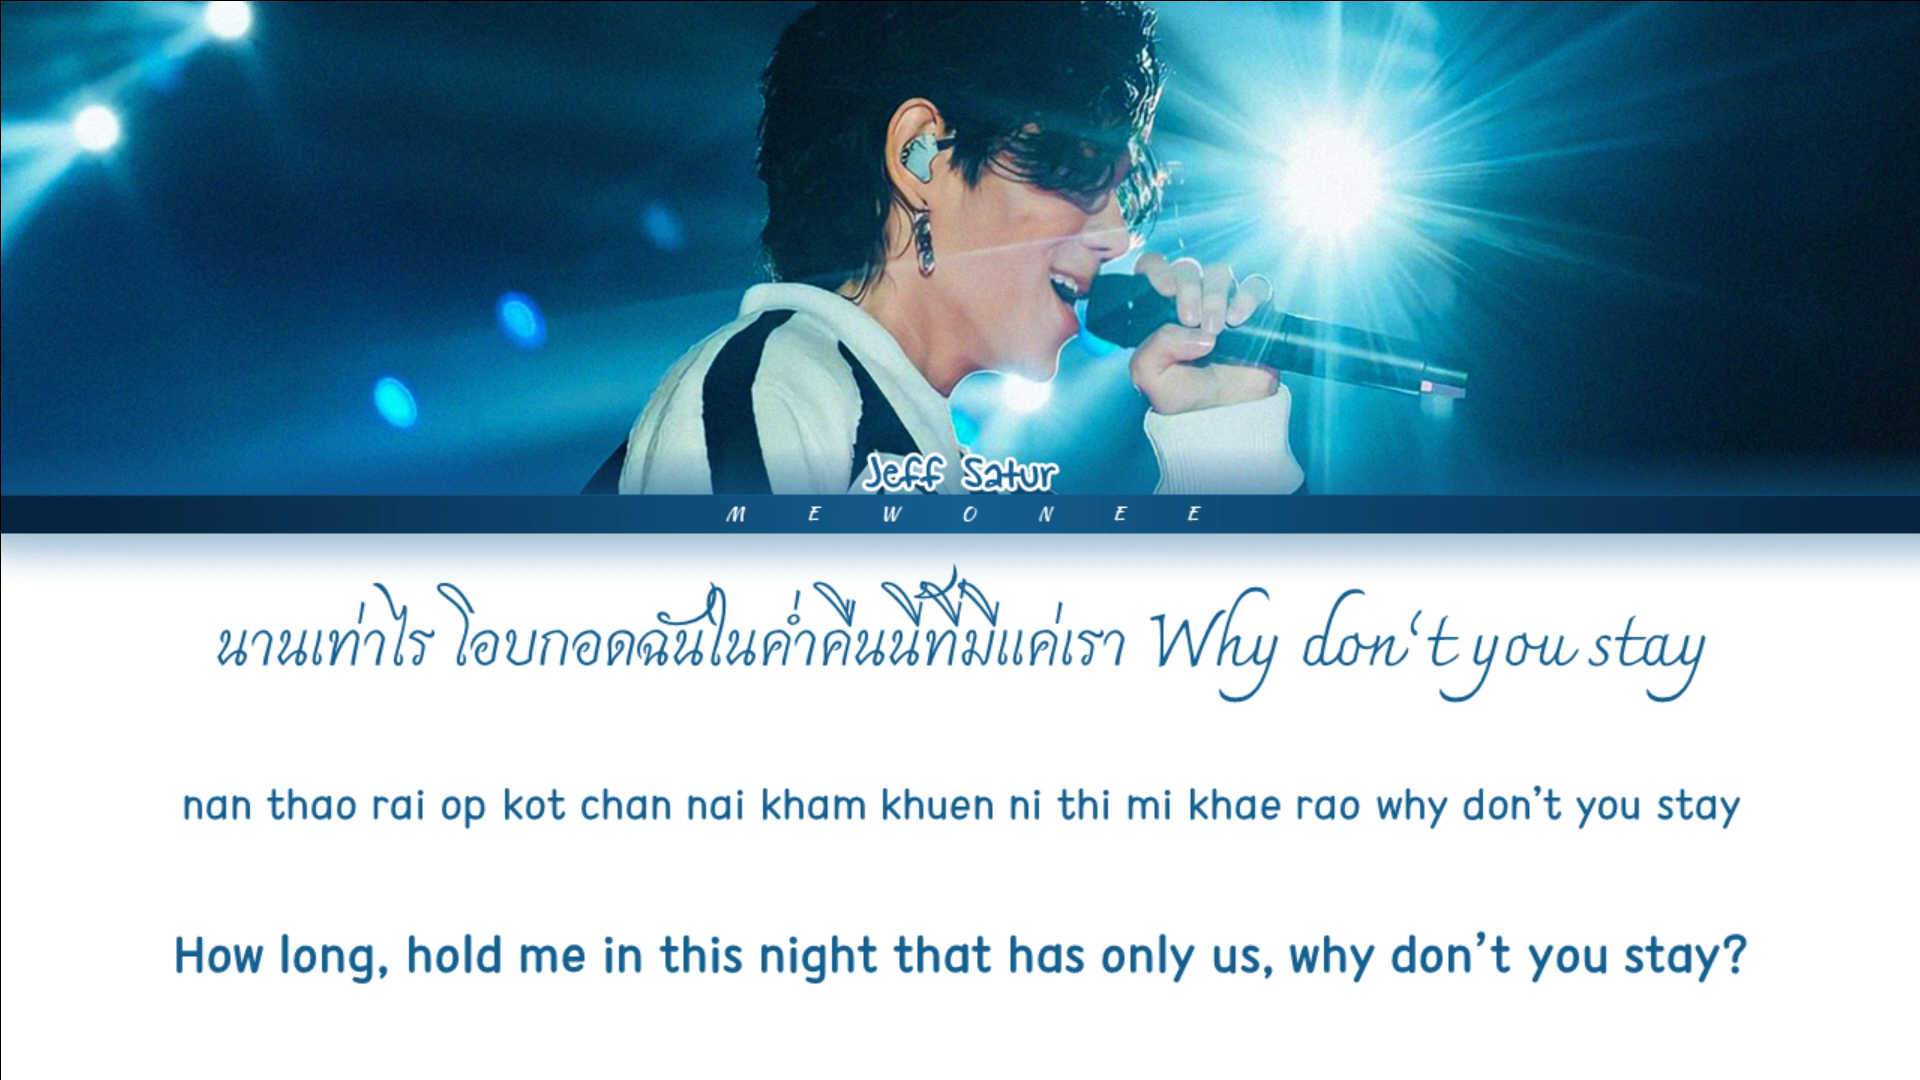 Jeff Satur
MEWONEE
นานเท่าไร โอบกอดฉันในค่ำคืนนี้ที่มีแค่เรา Why don‘t you stay
nan thao rai op kot chan nai kham khuen ni thi mi khae rao why don’t you stay
How long, hold me in this night that has only us, why don’t you stay?